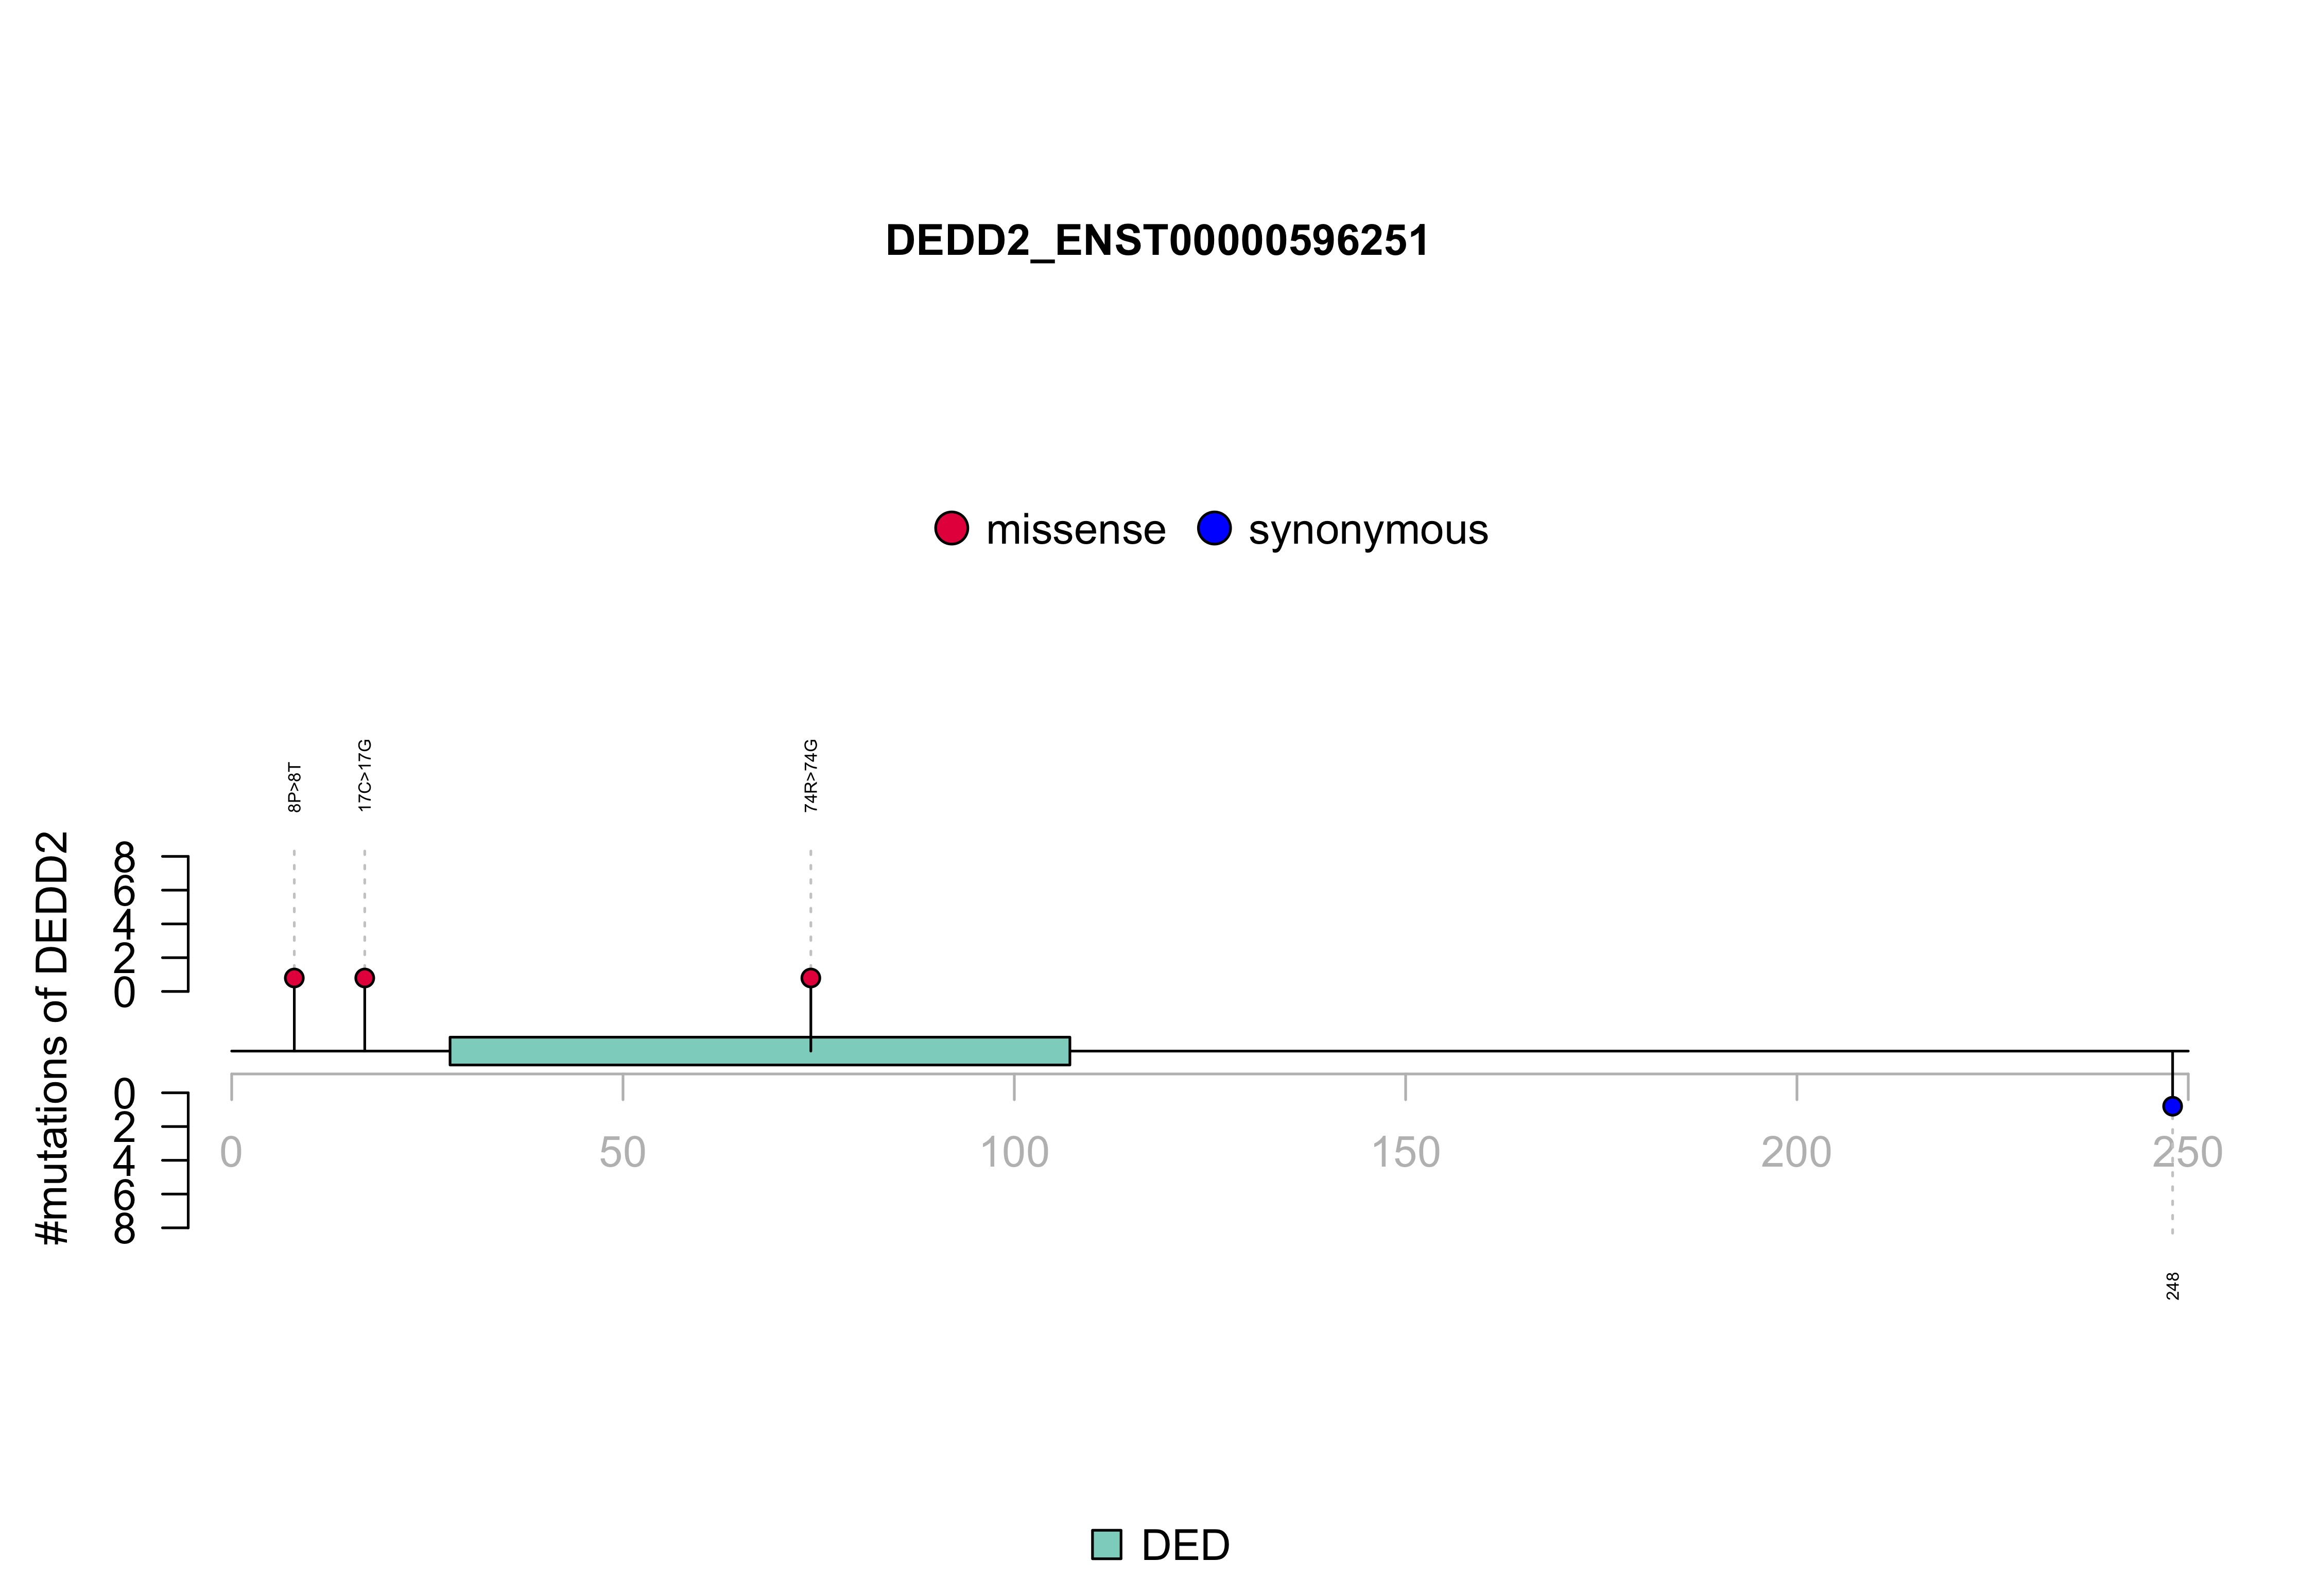 DEDD2_ENST00000596251
missense synonymous
8P>8T
17C>17G
74R>74G
#mutations of DEDD2
8
6
4
2
0
0
2
4
6
8
0 50 100 150 200 250
248
DED